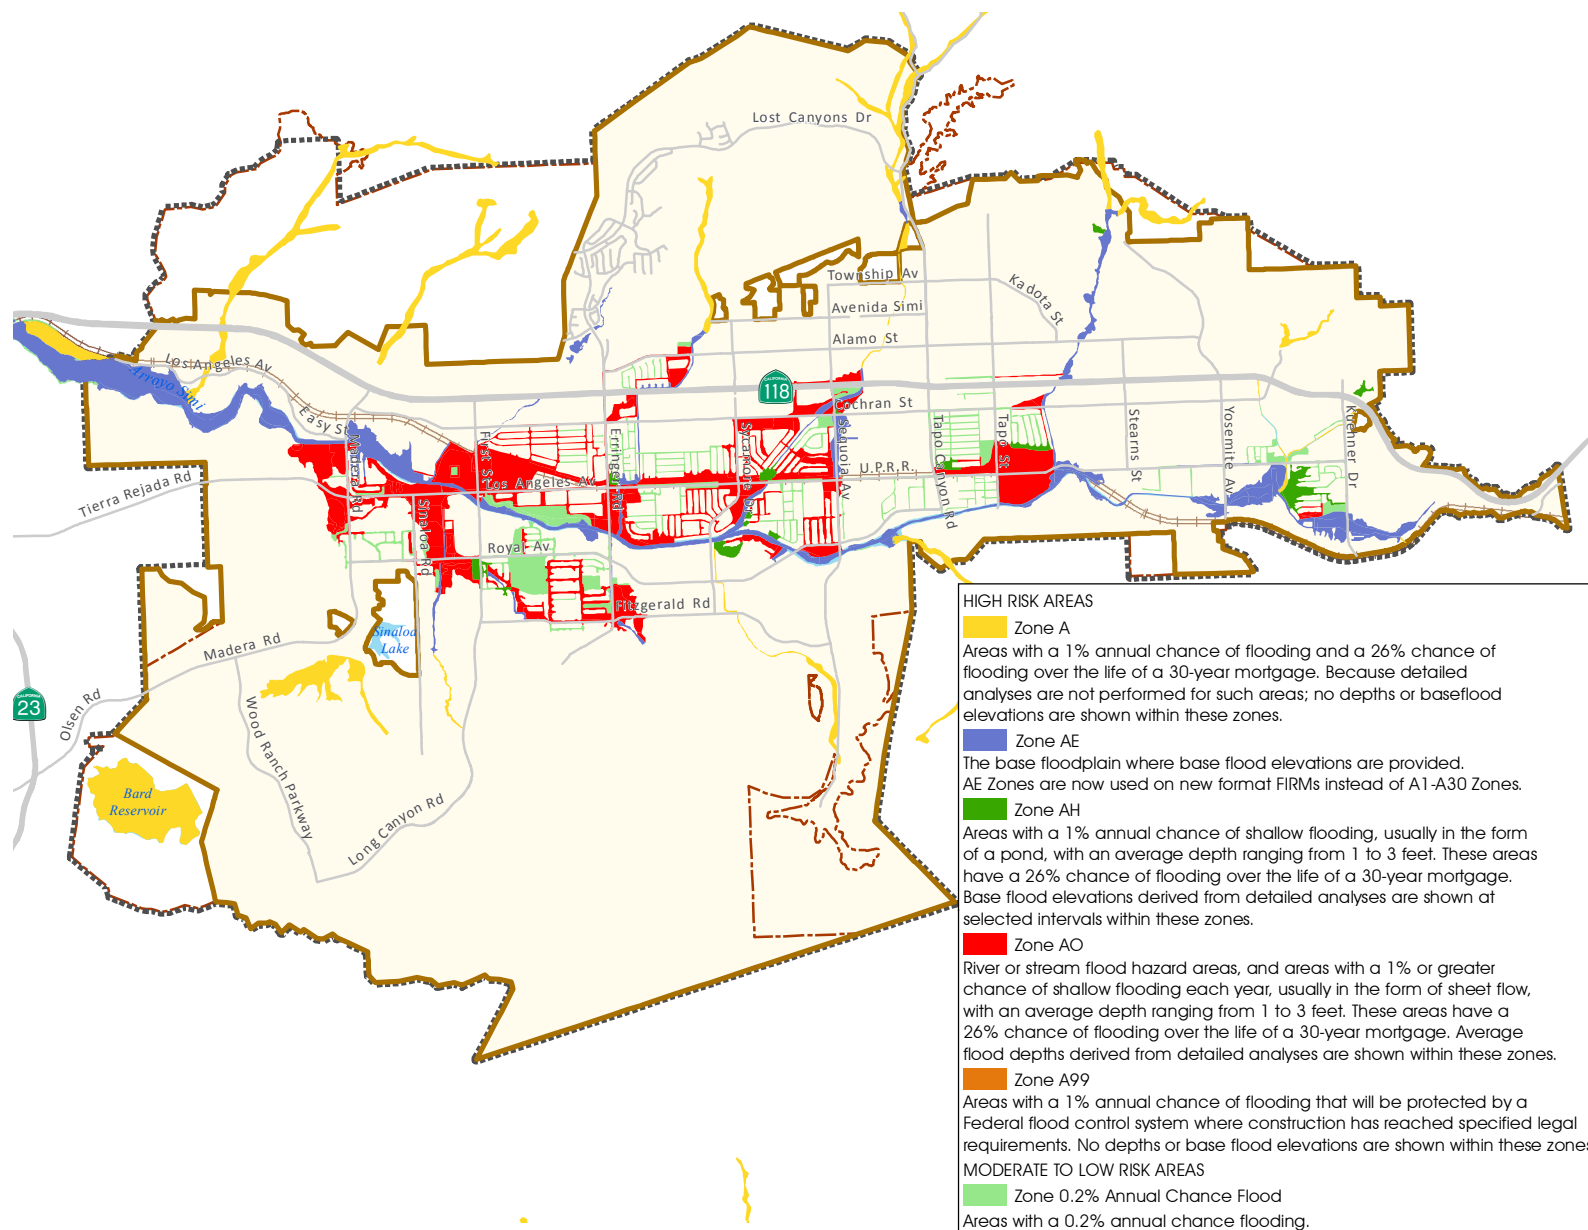 Lost Canyons Dr
Township Av
Kadota St
Avenida Simi
Alamo St
Los Angeles Av
Arroyo Simi
CALIFORNIA
118
Cochran St
Easy St
Madera Rd
First St
Erringer Rd
Sycamore Dr
Sequoia Av
Tapo Canyon Rd
Tapo St
Stearns St
Yosemite Av
Kuehner Dr
U.P.R.R.
Los Angeles Av
Tierra Rejada Rd
Sinaloa Rd
Royal Av
Fitzgerald Rd
Sinaloa
Lake
Madera Rd
CALIFORNIA
23
Olsen Rd
Wood Ranch Parkway
Long Canyon Rd
Bard
Reservoir
HIGH RISK AREAS
Zone A
Areas with a 1% annual chance of flooding and a 26% chance of
flooding over the life of a 30-year mortgage. Because detailed
analyses are not performed for such areas; no depths or baseflood
elevations are shown within these zones.
Zone AE
The base floodplain where base flood elevations are provided.
AE Zones are now used on new format FIRMs instead of A1-A30 Zones.
Zone AH
Areas with a 1% annual chance of shallow flooding, usually in the form
of a pond, with an average depth ranging from 1 to 3 feet. These areas
have a 26% chance of flooding over the life of a 30-year mortgage.
Base flood elevations derived from detailed analyses are shown at
selected intervals within these zones.
Zone AO
River or stream flood hazard areas, and areas with a 1% or greater
chance of shallow flooding each year, usually in the form of sheet flow,
with an average depth ranging from 1 to 3 feet. These areas have a
26% chance of flooding over the life of a 30-year mortgage. Average
flood depths derived from detailed analyses are shown within these zones.
Zone A99
Areas with a 1% annual chance of flooding that will be protected by a
Federal flood control system where construction has reached specified legal
requirements. No depths or base flood elevations are shown within these zones
MODERATE TO LOW RISK AREAS
Zone 0.2% Annual Chance Flood
Areas with a 0.2% annual chance flooding.